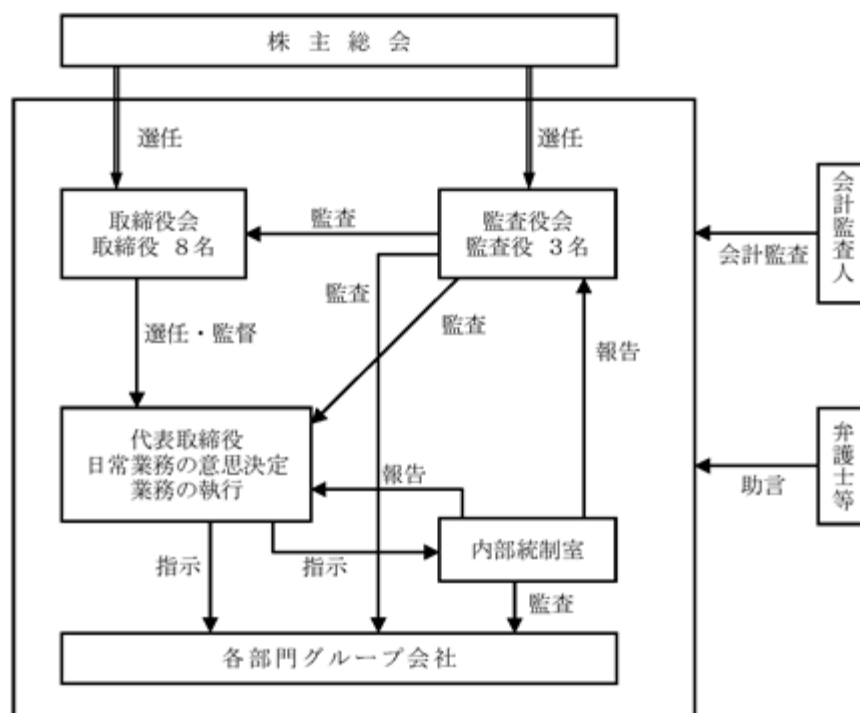 株主総会
選任
選任
取締役会
取締役 8名
監査
監査役会
監査役 3名
会計監査人
会計監査
監査
選任・監督
監査
報告
代表取締役
日常業務の意思決定
業務の執行
弁護士等
助言
報告
指示
指示
内部統制室
監査
各部門グループ会社